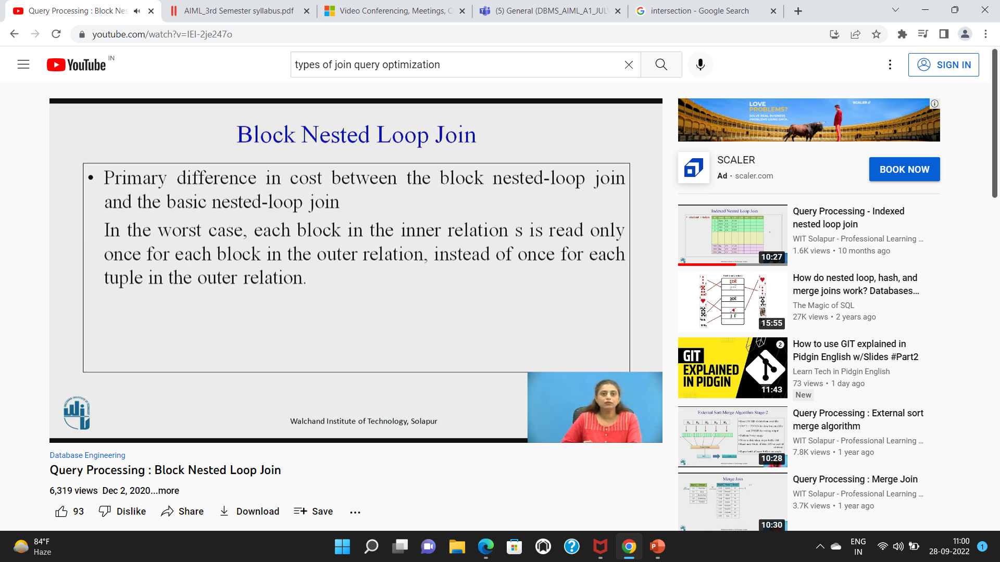 Query Processing : Block Nes
AIML_3rd Semester syllabus.pdf
Video Conferencing, Meetings, C
(5) General (DBMS_AIML_A1_JULY
intersection - Google Search
youtube.com/watch?v=IEI-2je247o
YouTube IN
types of join query optimization
SIGN IN
Block Nested Loop Join
• Primary difference in cost between the block nested-loop join
and the basic nested-loop join
In the worst case, each block in the inner relation s is read only
once for each block in the outer relation, instead of once for each
tuple in the outer relation.
Walchand Institute of Technology, Solapur
Database Engineering
Query Processing : Block Nested Loop Join
6,319 views Dec 2, 2020...more
93 Dislike Share Download Save
LOVE
PROBLEMS?
SOLVE REAL BUSINESS
PROBLEMS USING DATA.
SCALER
SCALER
Ad · scaler.com
BOOK NOW
Indexed Nested Loop Join
10:27
Query Processing - Indexed
nested loop join
WIT Solapur - Professional Learning ...
1.6K views • 10 months ago
15:55
How do nested loop, hash, and
merge joins work? Databases...
The Magic of SQL
27K views • 2 years ago
GIT
EXPLAINED
IN PIDGIN
2
11:43
How to use GIT explained in
Pidgin English w/Slides #Part2
Learn Tech in Pidgin English
73 views • 1 day ago
New
External Sort-Merge Algorithm Stage-2
10:28
Query Processing : External sort
merge algorithm
WIT Solapur - Professional Learning ...
7.8K views • 1 year ago
Merge Join
10:30
Query Processing : Merge Join
WIT Solapur - Professional Learning ...
3.7K views • 1 year ago
84°F
Haze
ENG
IN
11:00
28-09-2022
1